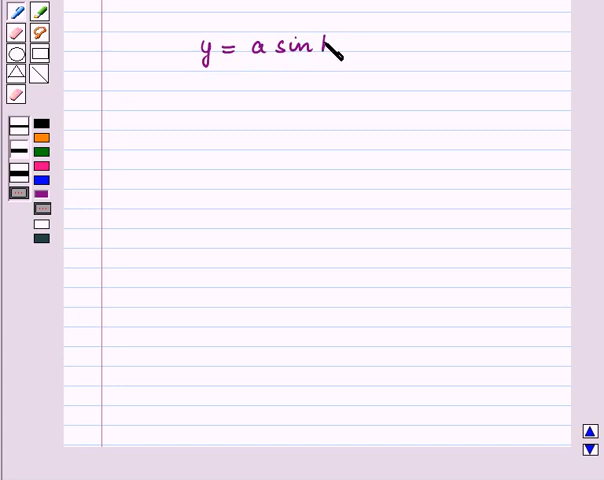 y = a sin